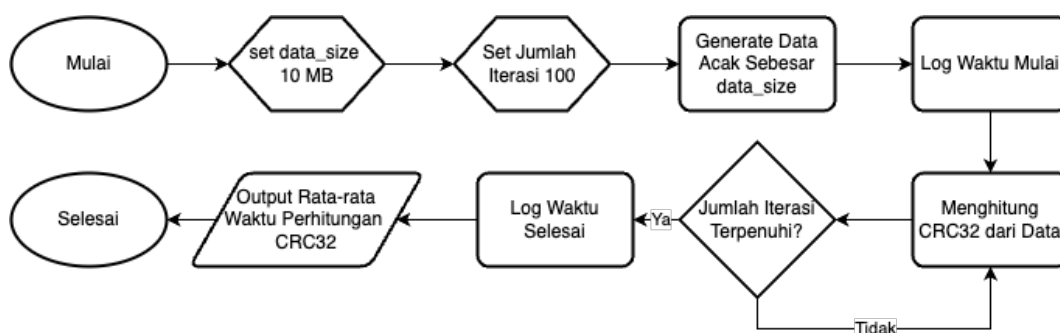 Mulai
set data_size
10 MB
Set Jumlah
Iterasi 100
Generate Data
Acak Sebesar
data_size
Log Waktu Mulai
Menghitung
CRC32 dari Data
Jumlah Iterasi
Terpenuhi?
Tidak
Ya
Log Waktu
Selesai
Output Rata-rata
Waktu Perhitungan
CRC32
Selesai